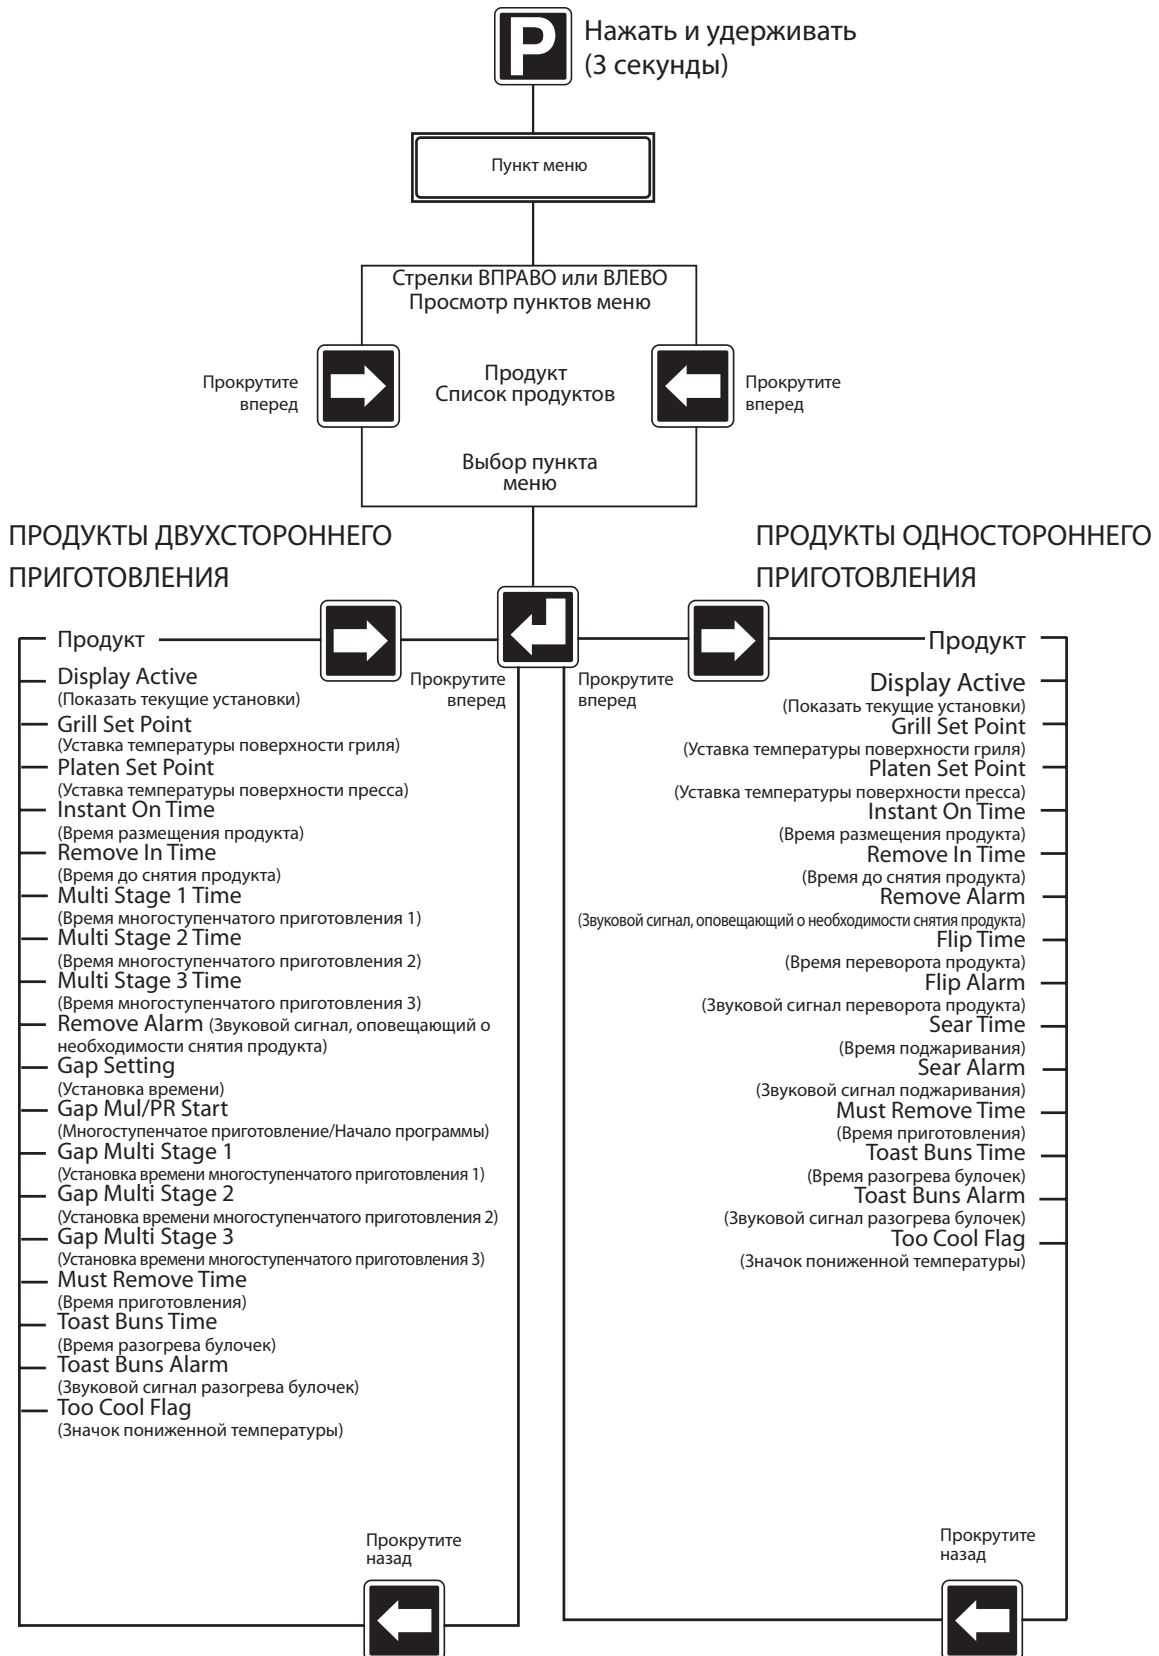 P
Нажать и удерживать
(3 секунды)
Пункт меню
Стрелки ВПРАВО или ВЛЕВО
Просмотр пунктов меню
Прокрутите
вперед
Продукт
Список продуктов
Прокрутите
вперед
Выбор пункта
меню
ПРОДУКТЫ ДВУХСТОРОННЕГО
ПРИГОТОВЛЕНИЯ
ПРОДУКТЫ ОДНОСТОРОННЕГО
ПРИГОТОВЛЕНИЯ
Прокрутите
вперед
Прокрутите
вперед
Продукт
Display Active
(Показать текущие установки)
Grill Set Point
(Уставка температуры поверхности гриля)
Platen Set Point
(Уставка температуры поверхности пресса)
Instant On Time
(Время размещения продукта)
Remove In Time
(Время до снятия продукта)
Multi Stage 1 Time
(Время многоступенчатого приготовления 1)
Multi Stage 2 Time
(Время многоступенчатого приготовления 2)
Multi Stage 3 Time
(Время многоступенчатого приготовления 3)
Remove Alarm (Звуковой сигнал, оповещающий о
необходимости снятия продукта)
Gap Setting
(Установка времени)
Gap Mul/PR Start
(Многоступенчатое приготовление/Начало программы)
Gap Multi Stage 1
(Установка времени многоступенчатого приготовления 1)
Gap Multi Stage 2
(Установка времени многоступенчатого приготовления 2)
Gap Multi Stage 3
(Установка времени многоступенчатого приготовления 3)
Must Remove Time
(Время приготовления)
Toast Buns Time
(Время разогрева булочек)
Toast Buns Alarm
(Звуковой сигнал разогрева булочек)
Too Cool Flag
(Значок пониженной температуры)
Прокрутите
назад
Продукт
Display Active
(Показать текущие установки)
Grill Set Point
(Уставка температуры поверхности гриля)
Platen Set Point
(Уставка температуры поверхности пресса)
Instant On Time
(Время размещения продукта)
Remove In Time
(Время до снятия продукта)
Remove Alarm
(Звуковой сигнал, оповещающий о необходимости снятия продукта)
Flip Time
(Время переворота продукта)
Flip Alarm
(Звуковой сигнал переворота продукта)
Sear Time
(Время поджаривания)
Sear Alarm
(Звуковой сигнал поджаривания)
Must Remove Time
(Время приготовления)
Toast Buns Time
(Время разогрева булочек)
Toast Buns Alarm
(Звуковой сигнал разогрева булочек)
Too Cool Flag
(Значок пониженной температуры)
Прокрутите
назад